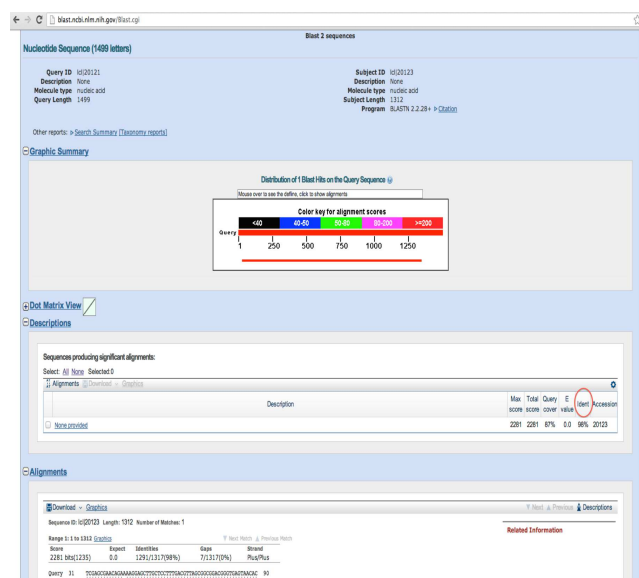 blast.ncbi.nlm.nih.gov/Blast.cgi
Blast 2 sequences
Nucleotide Sequence (1499 letters)
Query ID lcl|20121
Description None
Molecule type nucleic acid
Query Length 1499
Subject ID lcl|20123
Description None
Molecule type nucleic acid
Subject Length 1312
Program BLASTN 2.2.28+ Citation
Other reports: Search Summary [Taxonomy reports]
Graphic Summary
Distribution of 1 Blast Hits on the Query Sequence
Mouse over to see the define, click to show alignments
Color key for alignment scores
<40 40-50 50-80 80-200 >=200
Query
1 250 500 750 1000 1250
Dot Matrix View
Descriptions
Sequences producing significant alignments:
Select: All None Selected:0
Alignments Download Graphics
Description Max score Total score Query cover E value Ident Accession
None provided 2281 2281 87% 0.0 98% 20123
Alignments
Download Graphics Next Previous Descriptions
Sequence ID: lcl|20123 Length: 1312 Number of Matches: 1
Related Information
Range 1: 1 to 1312 Graphics Next Match Previous Match
Score Expect Identities Gaps Strand
2281 bits(1235) 0.0 1291/1317(98%) 7/1317(0%) Plus/Plus
Query 31 90